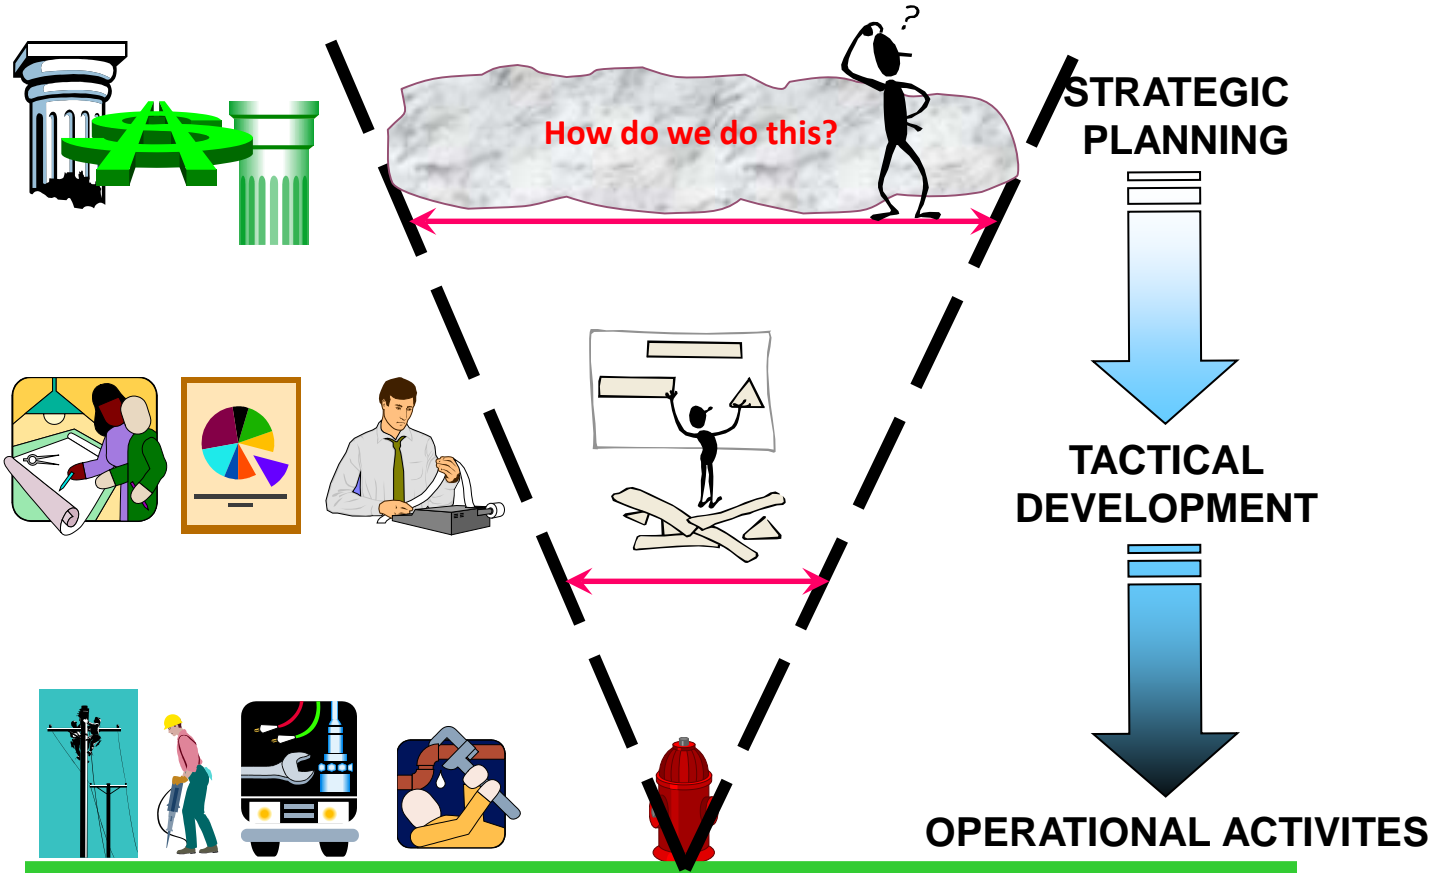 ?
How do we do this?
STRATEGIC
PLANNING
TACTICAL
DEVELOPMENT
OPERATIONAL ACTIVITES